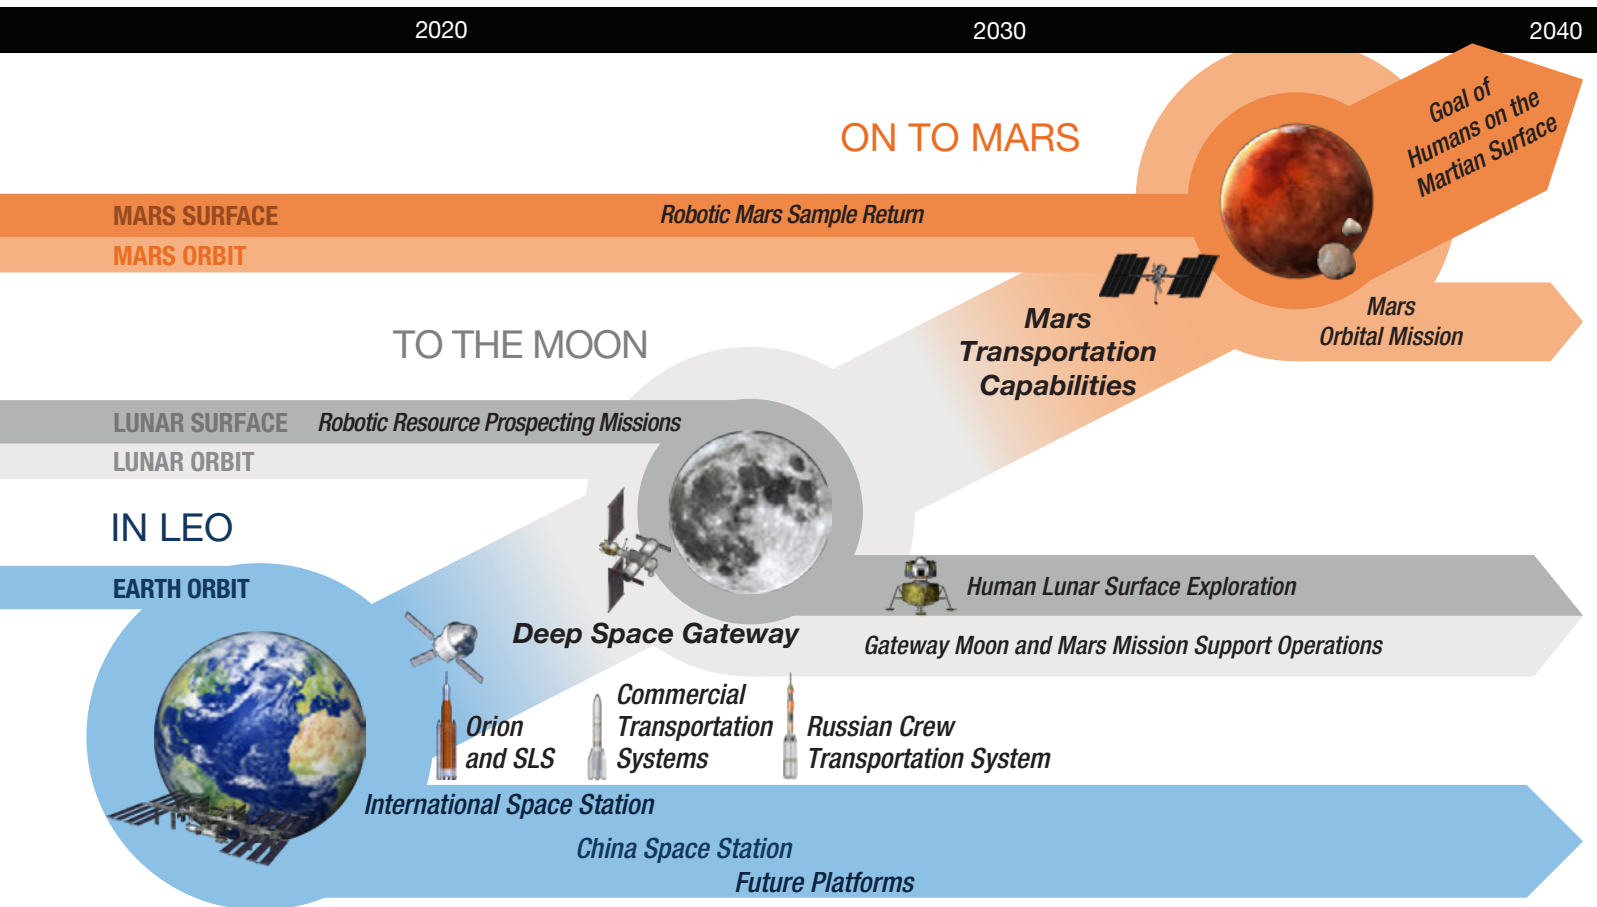 2020
2030
2040
ON TO MARS
Goal of
Humans on the
Martian Surface
MARS SURFACE
Robotic Mars Sample Return
MARS ORBIT
Mars
Orbital Mission
Mars
Transportation
Capabilities
TO THE MOON
LUNAR SURFACE
Robotic Resource Prospecting Missions
LUNAR ORBIT
IN LEO
EARTH ORBIT
Human Lunar Surface Exploration
Deep Space Gateway
Gateway Moon and Mars Mission Support Operations
Orion
and SLS
Commercial
Transportation
Systems
Russian Crew
Transportation System
International Space Station
China Space Station
Future Platforms